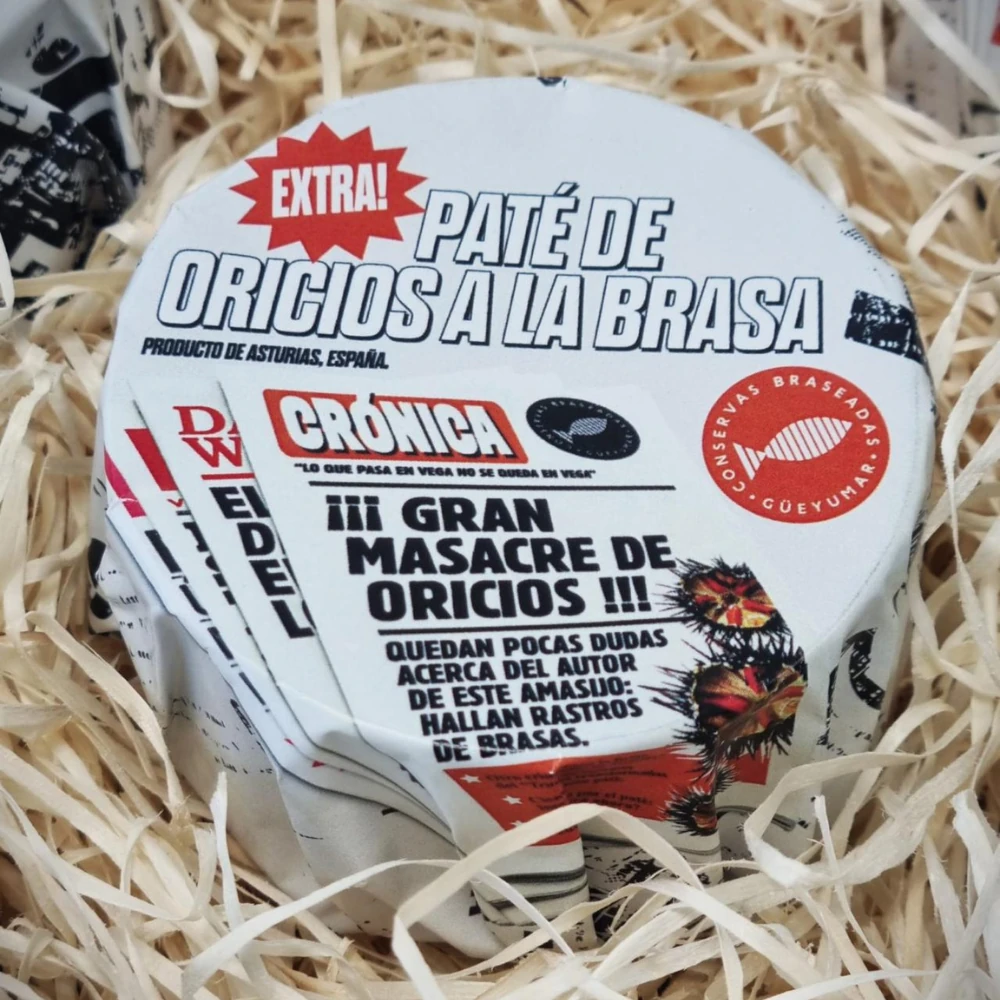 EXTRA!
PATÉ DE
ORICIOS A LA BRASA
PRODUCTO DE ASTURIAS, ESPAÑA.
CONSERVAS BRASEADAS
· GÜEYUMAR ·
CRÓNICA
"LO QUE PASA EN VEGA NO SE QUEDA EN VEGA"
¡¡¡ GRAN
MASACRE DE
ORICIOS !!!
QUEDAN POCAS DUDAS
ACERCA DEL AUTOR
DE ESTE AMASIJO:
HALLAN RASTROS
DE BRASAS.